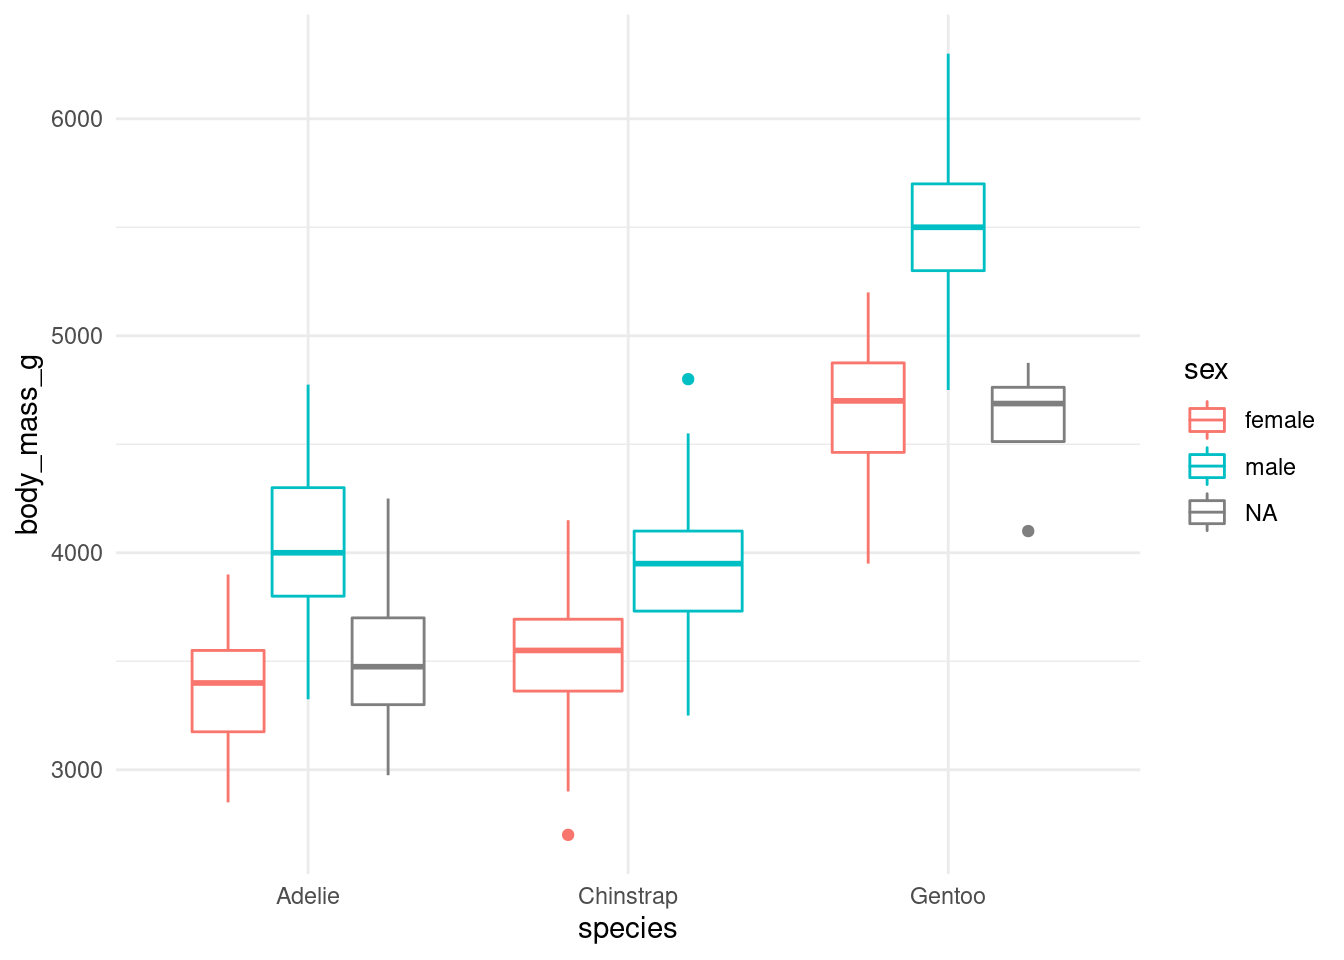 6000
5000
4000
3000
body_mass_g
Adelie
Chinstrap
Gentoo
species
sex
female
male
NA